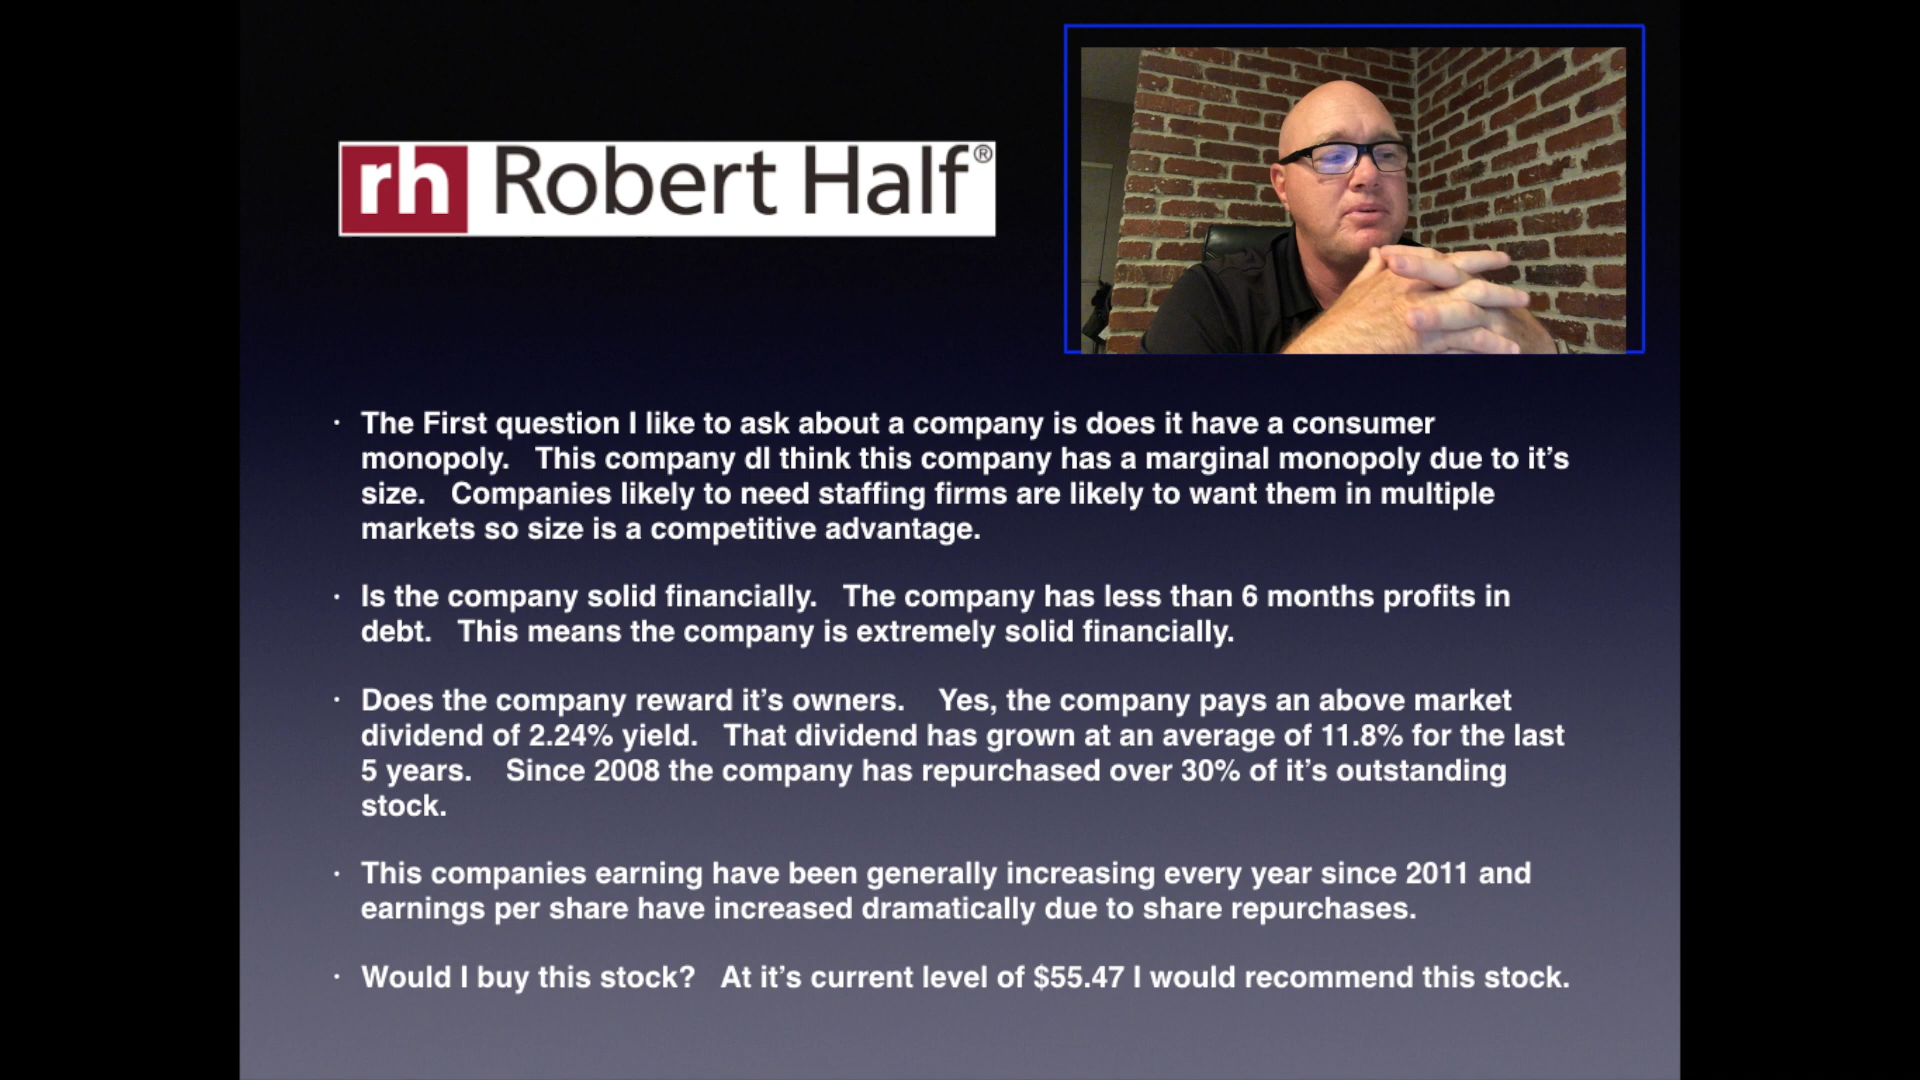 rh Robert Half®
· The First question I like to ask about a company is does it have a consumer
monopoly. This company dI think this company has a marginal monopoly due to it’s
size. Companies likely to need staffing firms are likely to want them in multiple
markets so size is a competitive advantage.
· Is the company solid financially. The company has less than 6 months profits in
debt. This means the company is extremely solid financially.
· Does the company reward it’s owners. Yes, the company pays an above market
dividend of 2.24% yield. That dividend has grown at an average of 11.8% for the last
5 years. Since 2008 the company has repurchased over 30% of it’s outstanding
stock.
· This companies earning have been generally increasing every year since 2011 and
earnings per share have increased dramatically due to share repurchases.
· Would I buy this stock? At it’s current level of $55.47 I would recommend this stock.